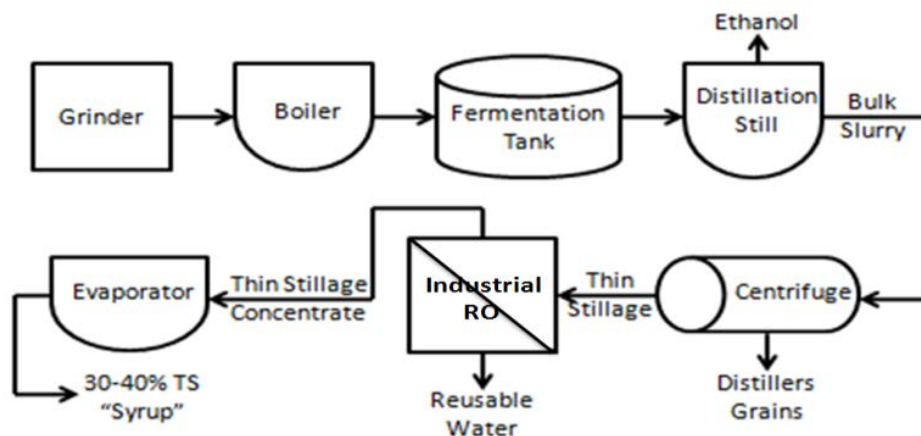 Ethanol
Grinder
Boiler
Fermentation
Tank
Distillation
Still
Bulk
Slurry
Evaporator
Thin Stillage
Concentrate
Industrial
RO
Thin
Stillage
Centrifuge
30-40% TS
“Syrup”
Reusable
Water
Distillers
Grains